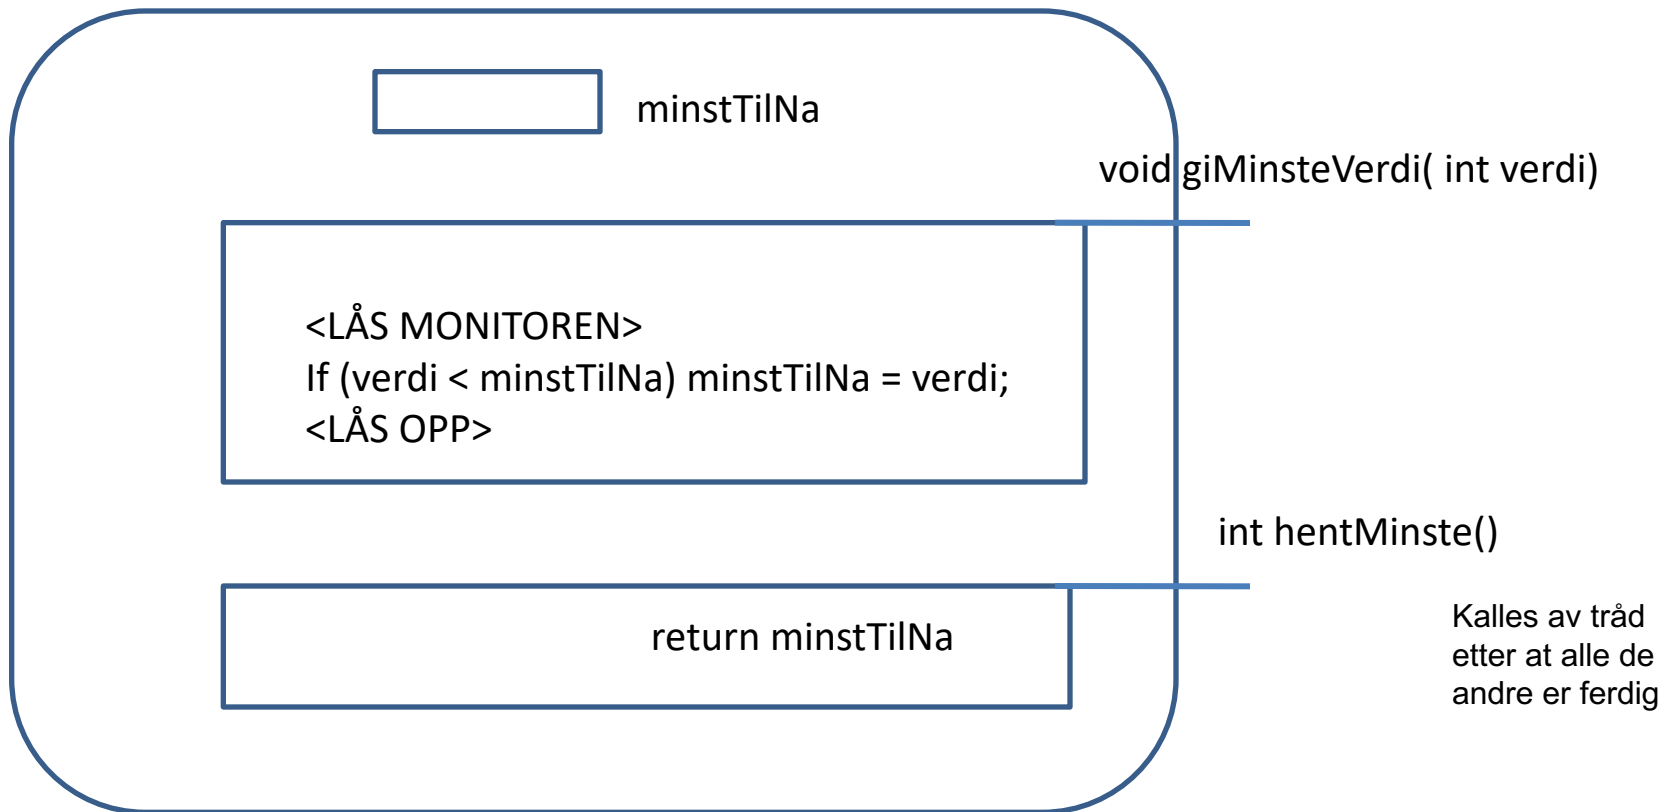 minstTilNa
void giMinsteVerdi( int verdi)
<LÅS MONITOREN>
If (verdi < minstTilNa) minstTilNa = verdi;
<LÅS OPP>
int hentMinste()
return minstTilNa
Kalles av tråd
etter at alle de
andre er ferdig